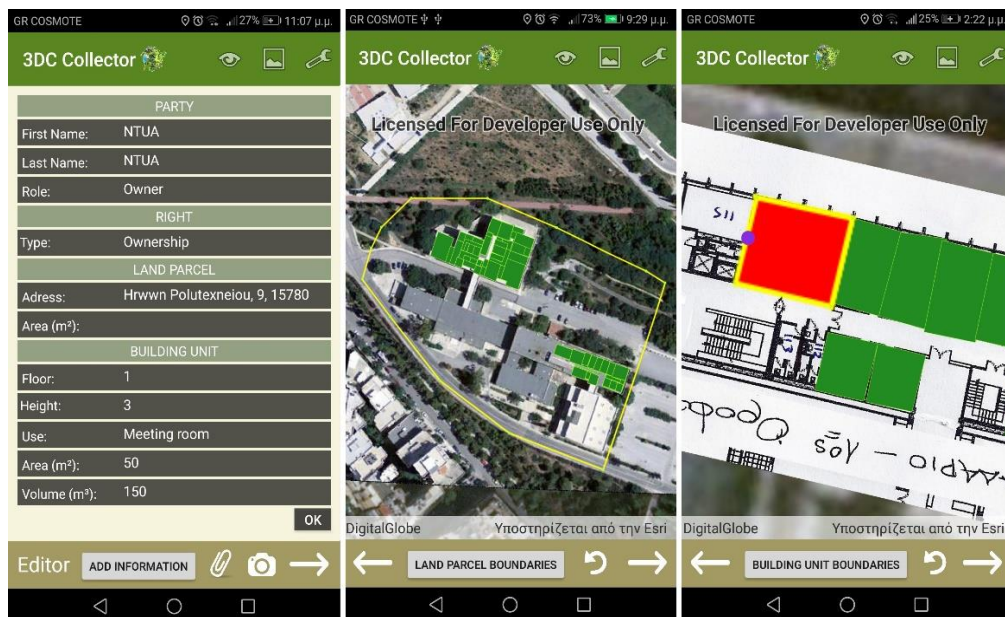 GR COSMOTE 27% 11:07 μ.μ.
3DC Collector
PARTY
First Name: NTUA
Last Name: NTUA
Role: Owner
RIGHT
Type: Ownership
LAND PARCEL
Adress: Hrwwn Polutexneiou, 9, 15780
Area (m²):
BUILDING UNIT
Floor: 1
Height: 3
Use: Meeting room
Area (m²): 50
Volume (m³): 150
OK
Editor ADD INFORMATION
GR COSMOTE 73% 9:29 μ.μ.
3DC Collector
Licensed For Developer Use Only
DigitalGlobe Υποστηρίζεται από την Esri
LAND PARCEL BOUNDARIES
GR COSMOTE 25% 2:22 μ.μ.
3DC Collector
Licensed For Developer Use Only
DigitalGlobe Υποστηρίζεται από την Esri
BUILDING UNIT BOUNDARIES